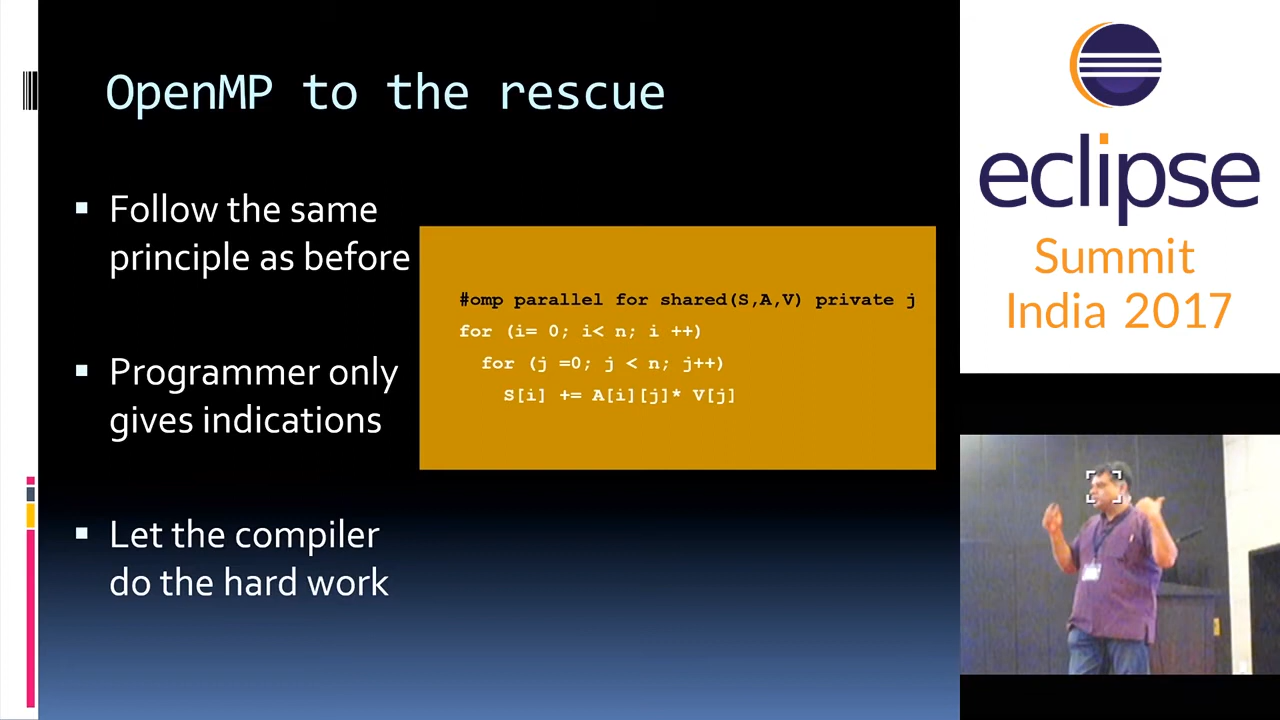 OpenMP to the rescue
Follow the same
principle as before
Programmer only
gives indications
Let the compiler
do the hard work
#omp parallel for shared(S,A,V) private j
for (i= 0; i< n; i ++)
for (j =0; j < n; j++)
S[i] += A[i][j]* V[j]
eclipse
Summit
India 2017